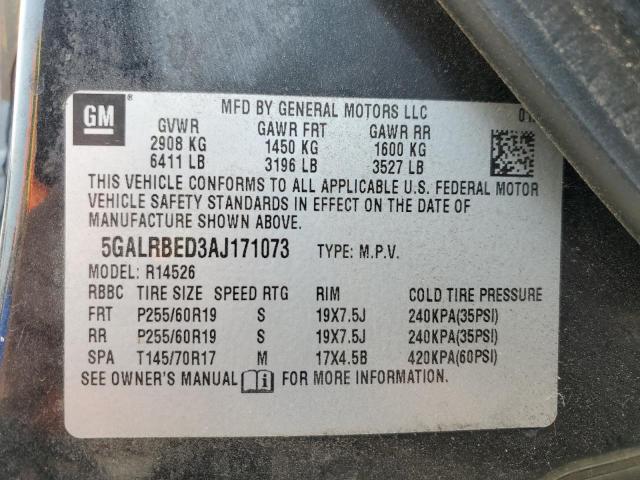 GM
MFD BY GENERAL MOTORS LLC
GVWR GAWR FRT GAWR RR
2908 KG 1450 KG 1600 KG
6411 LB 3196 LB 3527 LB
THIS VEHICLE CONFORMS TO ALL APPLICABLE U.S. FEDERAL MOTOR
VEHICLE SAFETY STANDARDS IN EFFECT ON THE DATE OF
MANUFACTURE SHOWN ABOVE.
5GALRBED3AJ171073 TYPE: M.P.V.
MODEL: R14526
RBBC TIRE SIZE SPEED RTG RIM COLD TIRE PRESSURE
FRT P255/60R19 S 19X7.5J 240KPA(35PSI)
RR P255/60R19 S 19X7.5J 240KPA(35PSI)
SPA T145/70R17 M 17X4.5B 420KPA(60PSI)
SEE OWNER'S MANUAL i FOR MORE INFORMATION.